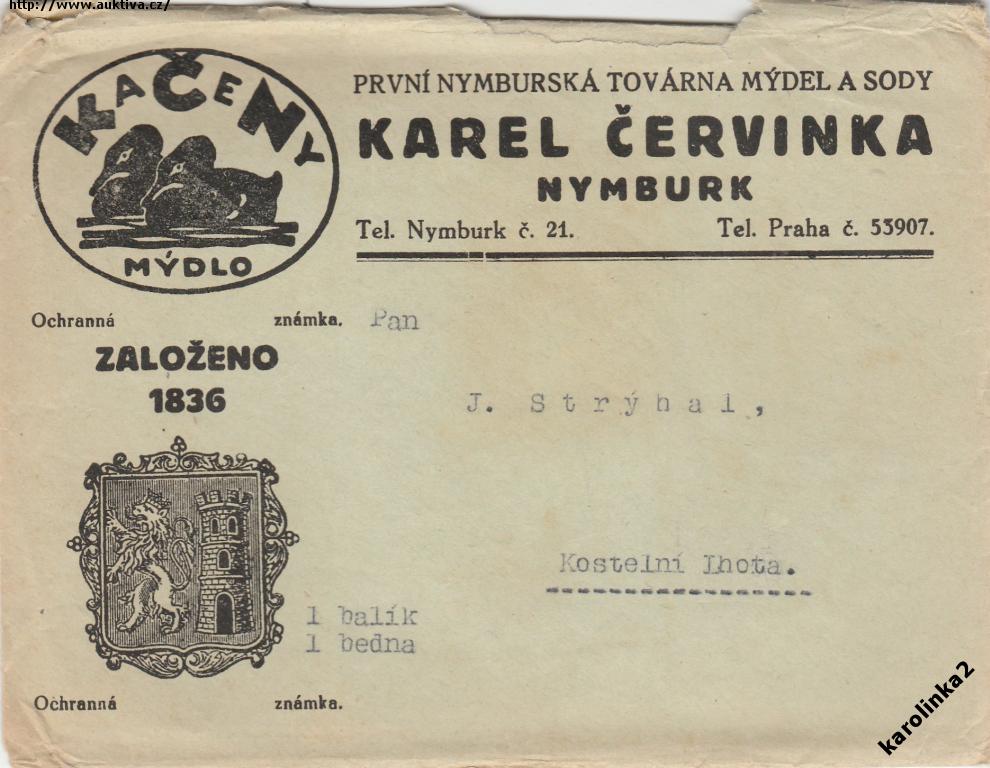 http://www.auktiva.cz/
KAČENY
MÝDLO
Ochranná známka.
ZALOŽENO
1836
Ochranná známka.
PRVNÍ NYMBURSKÁ TOVÁRNA MÝDEL A SODY
KAREL ČERVINKA
NYMBURK
Tel. Nymburk č. 21. Tel. Praha č. 53907.
Pan
J. Strýhal,
Kostelní Lhota.
1 balík
1 bedna
karolinka2